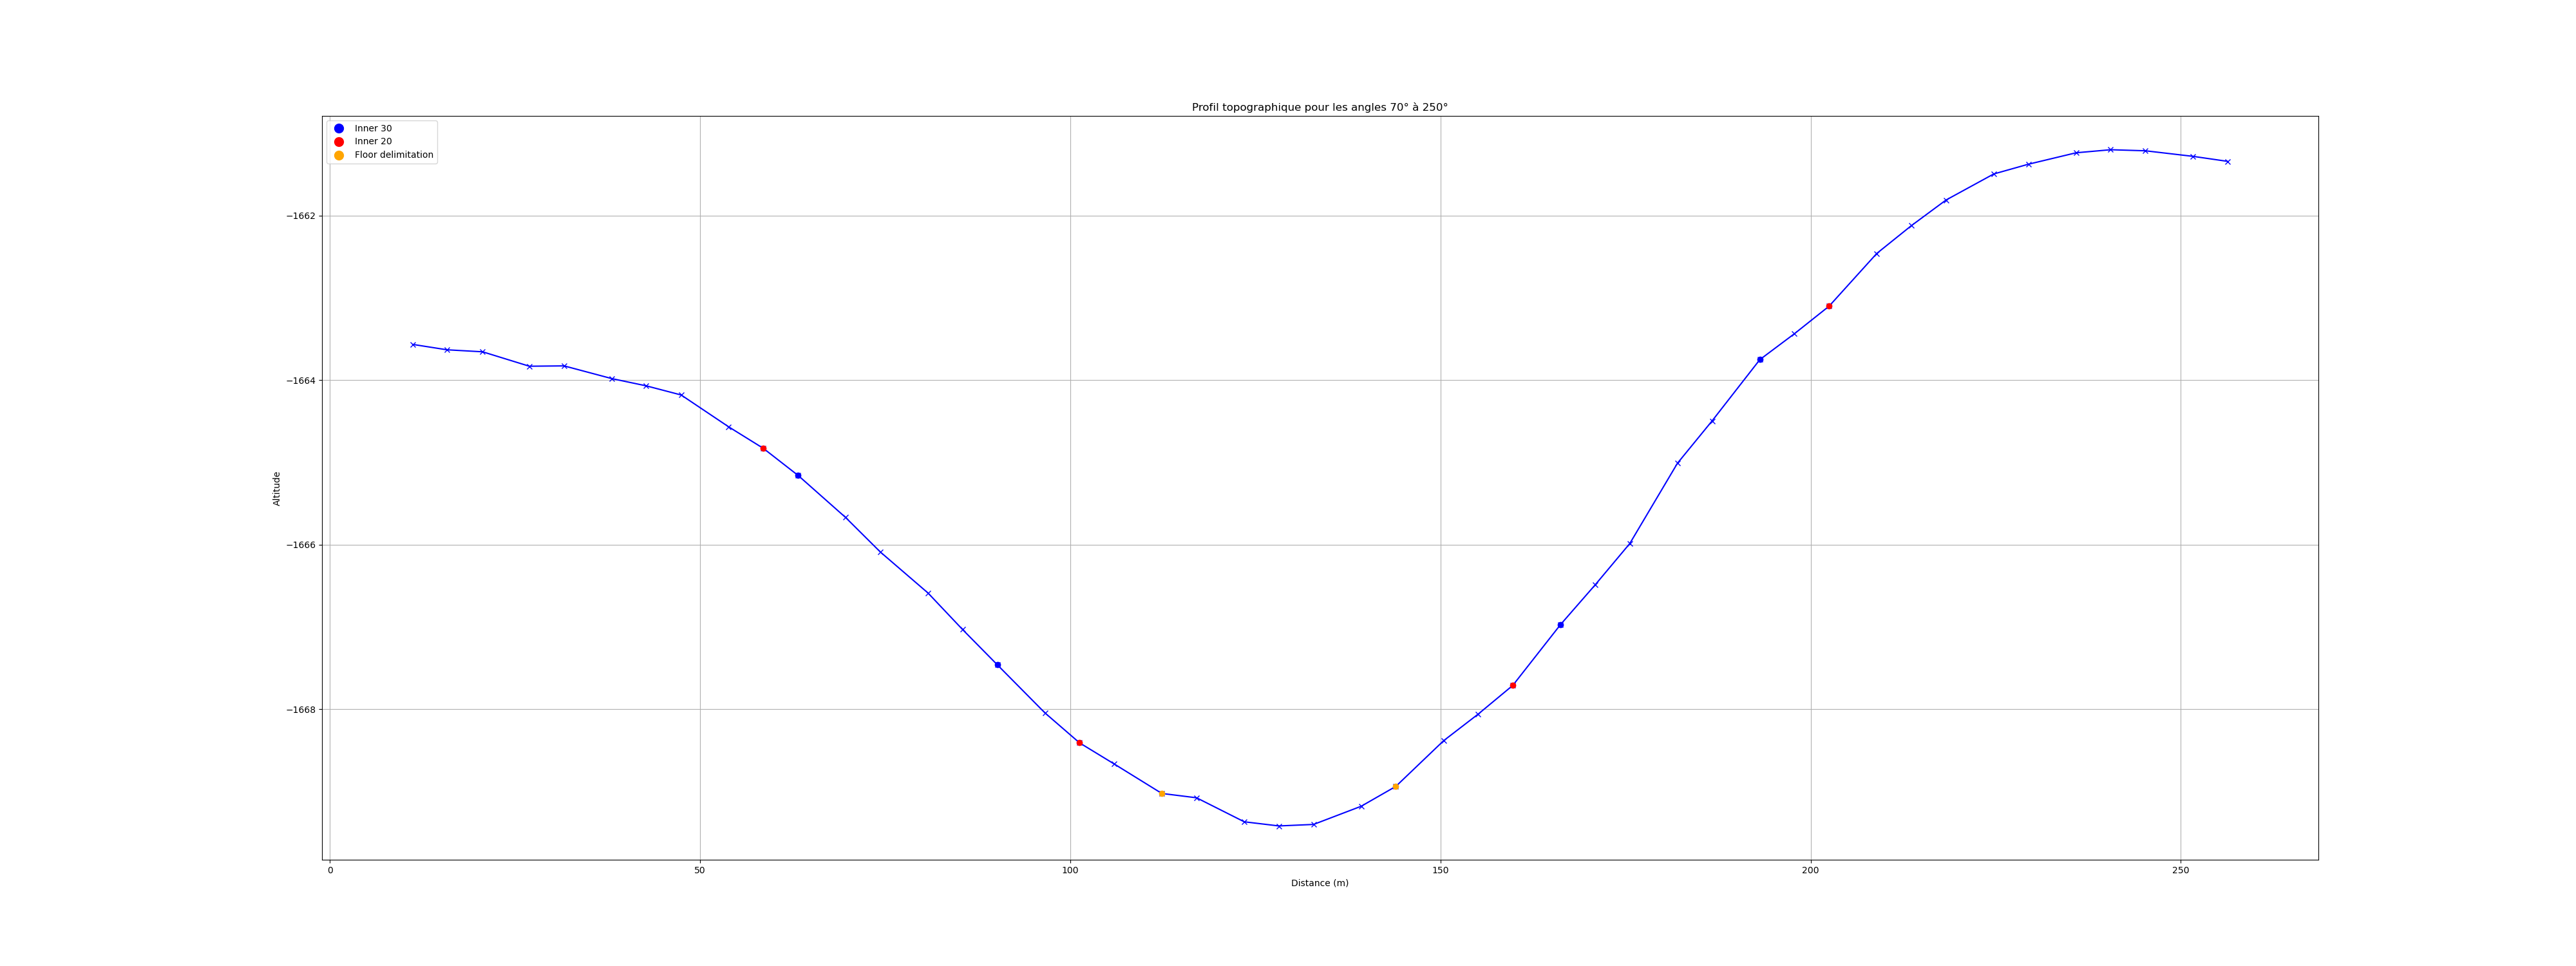 Profil topographique pour les angles 70° à 250°
Inner 30
Inner 20
Floor delimitation
−1662
−1664
−1666
−1668
Altitude
0 50 100 150 200 250
Distance (m)